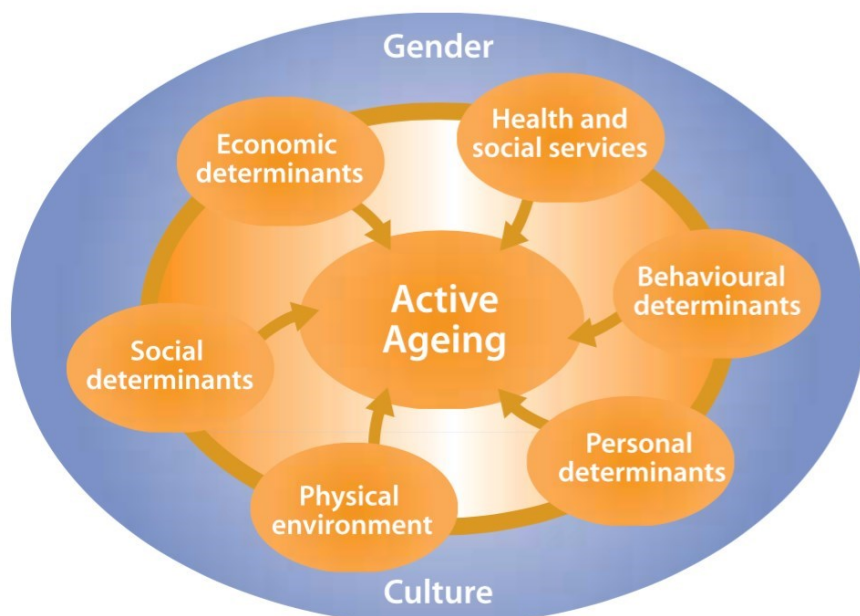 Gender
Economic
determinants
Health and
social services
Behavioural
determinants
Active
Ageing
Social
determinants
Personal
determinants
Physical
environment
Culture